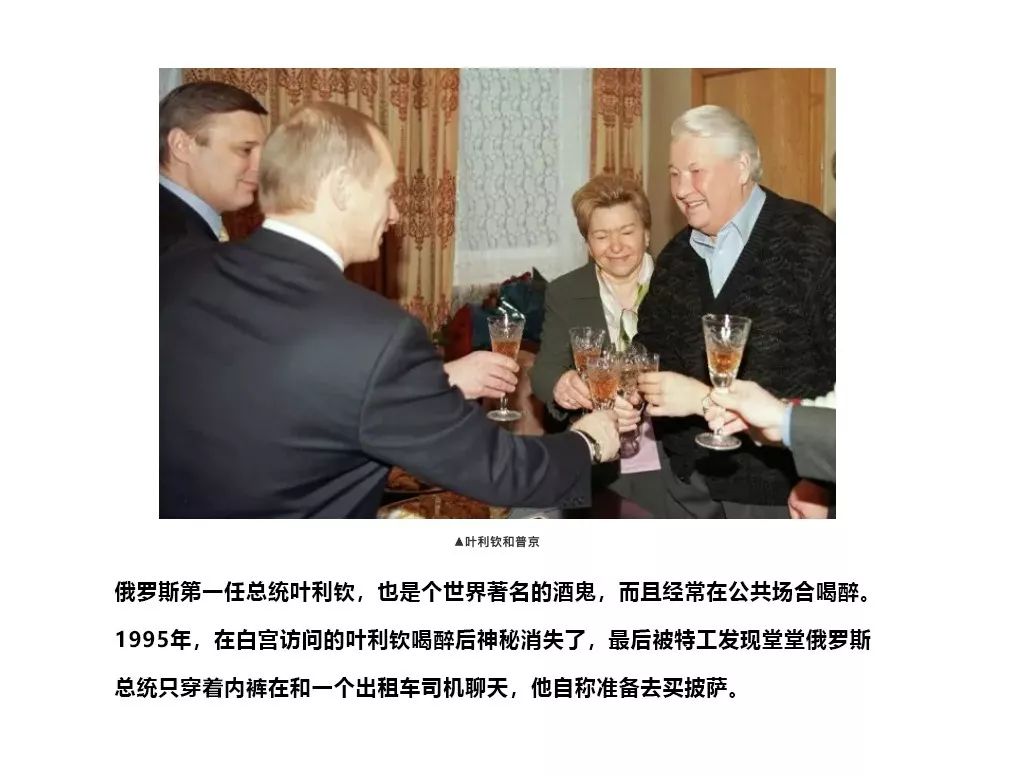 ▲叶利钦和普京
俄罗斯第一任总统叶利钦，也是个世界著名的酒鬼，而且经常在公共场合喝醉。
1995年，在白宫访问的叶利钦喝醉后神秘消失了，最后被特工发现堂堂俄罗斯
总统只穿着内裤在和一个出租车司机聊天，他自称准备去买披萨。